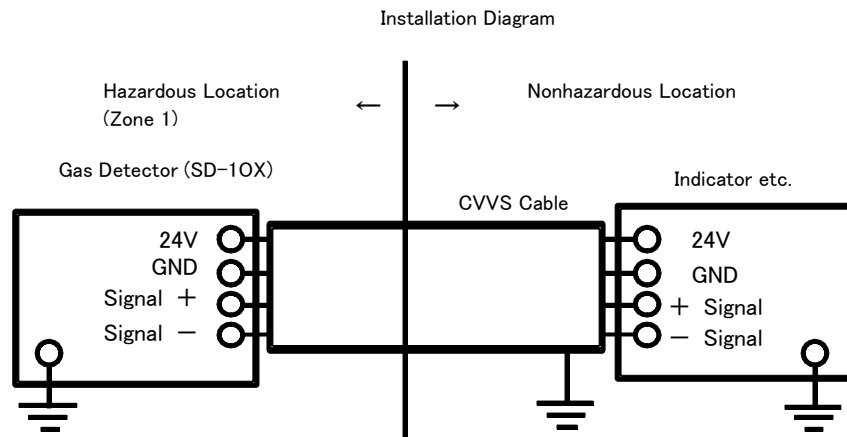 Installation Diagram
Hazardous Location
(Zone 1)
← →
Nonhazardous Location
Gas Detector (SD-1OX)
CVVS Cable
Indicator etc.
24V
GND
Signal +
Signal −
24V
GND
+ Signal
− Signal